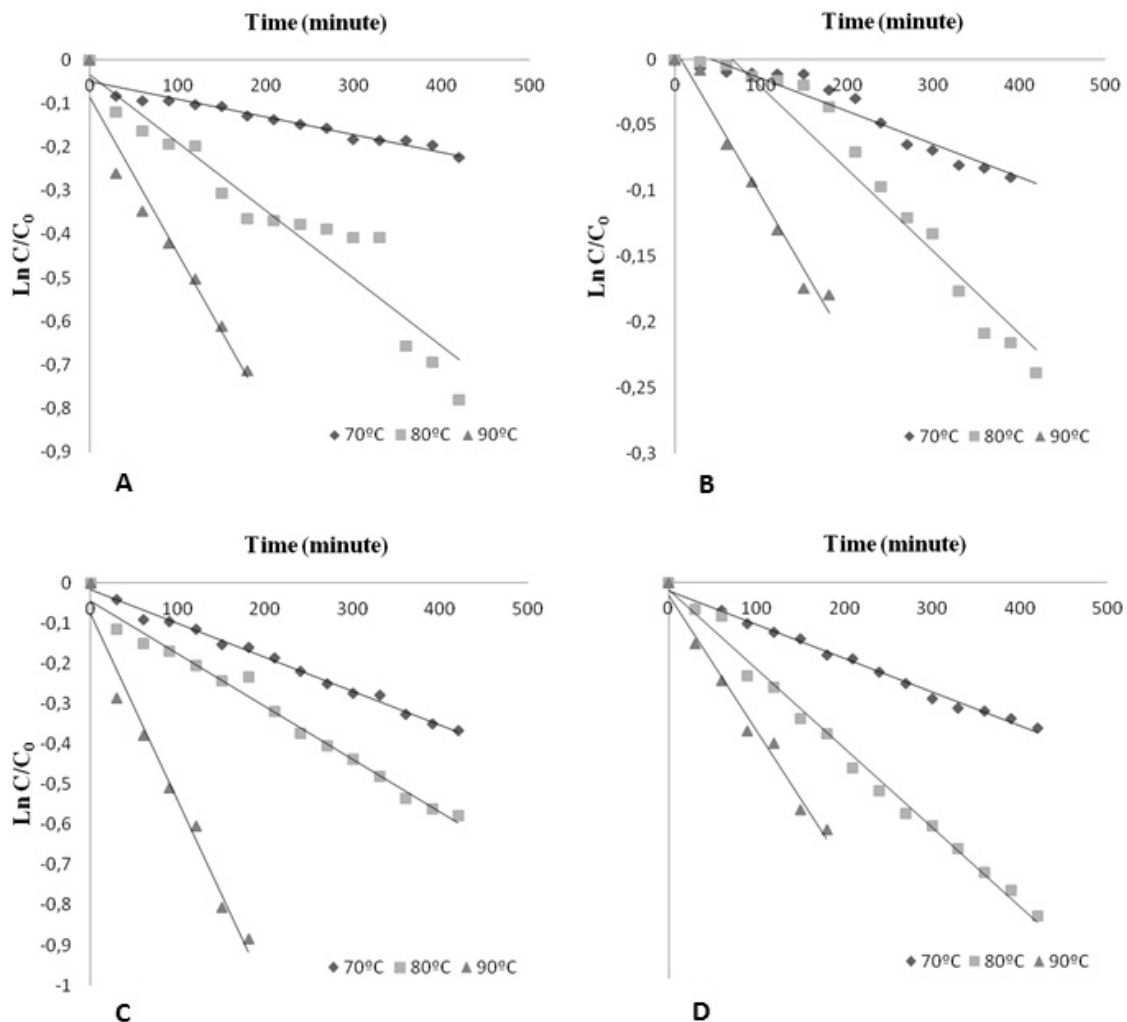 Time (minute)
0 100 200 300 400 500
0
-0,1
-0,2
-0,3
-0,4
-0,5
-0,6
-0,7
-0,8
-0,9
Ln C/C0
70ºC 80ºC 90ºC
A
Time (minute)
0 100 200 300 400 500
0
-0,05
-0,1
-0,15
-0,2
-0,25
-0,3
Ln C/C0
70ºC 80ºC 90ºC
B
Time (minute)
0 100 200 300 400 500
0
-0,1
-0,2
-0,3
-0,4
-0,5
-0,6
-0,7
-0,8
-0,9
-1
Ln C/C0
70ºC 80ºC 90ºC
C
Time (minute)
0 100 200 300 400 500
70ºC 80ºC 90ºC
D